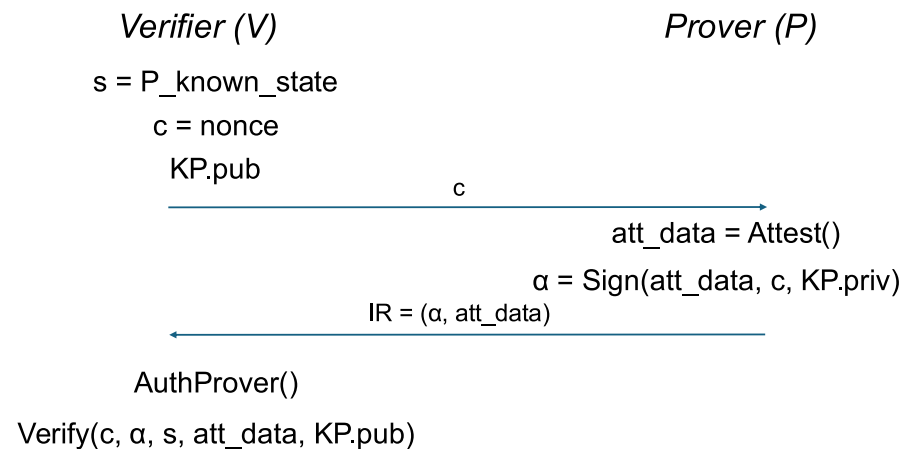 Verifier (V)
Prover (P)
s = P_known_state
c = nonce
KP.pub
c
att_data = Attest()
α = Sign(att_data, c, KP.priv)
IR = (α, att_data)
AuthProver()
Verify(c, α, s, att_data, KP.pub)